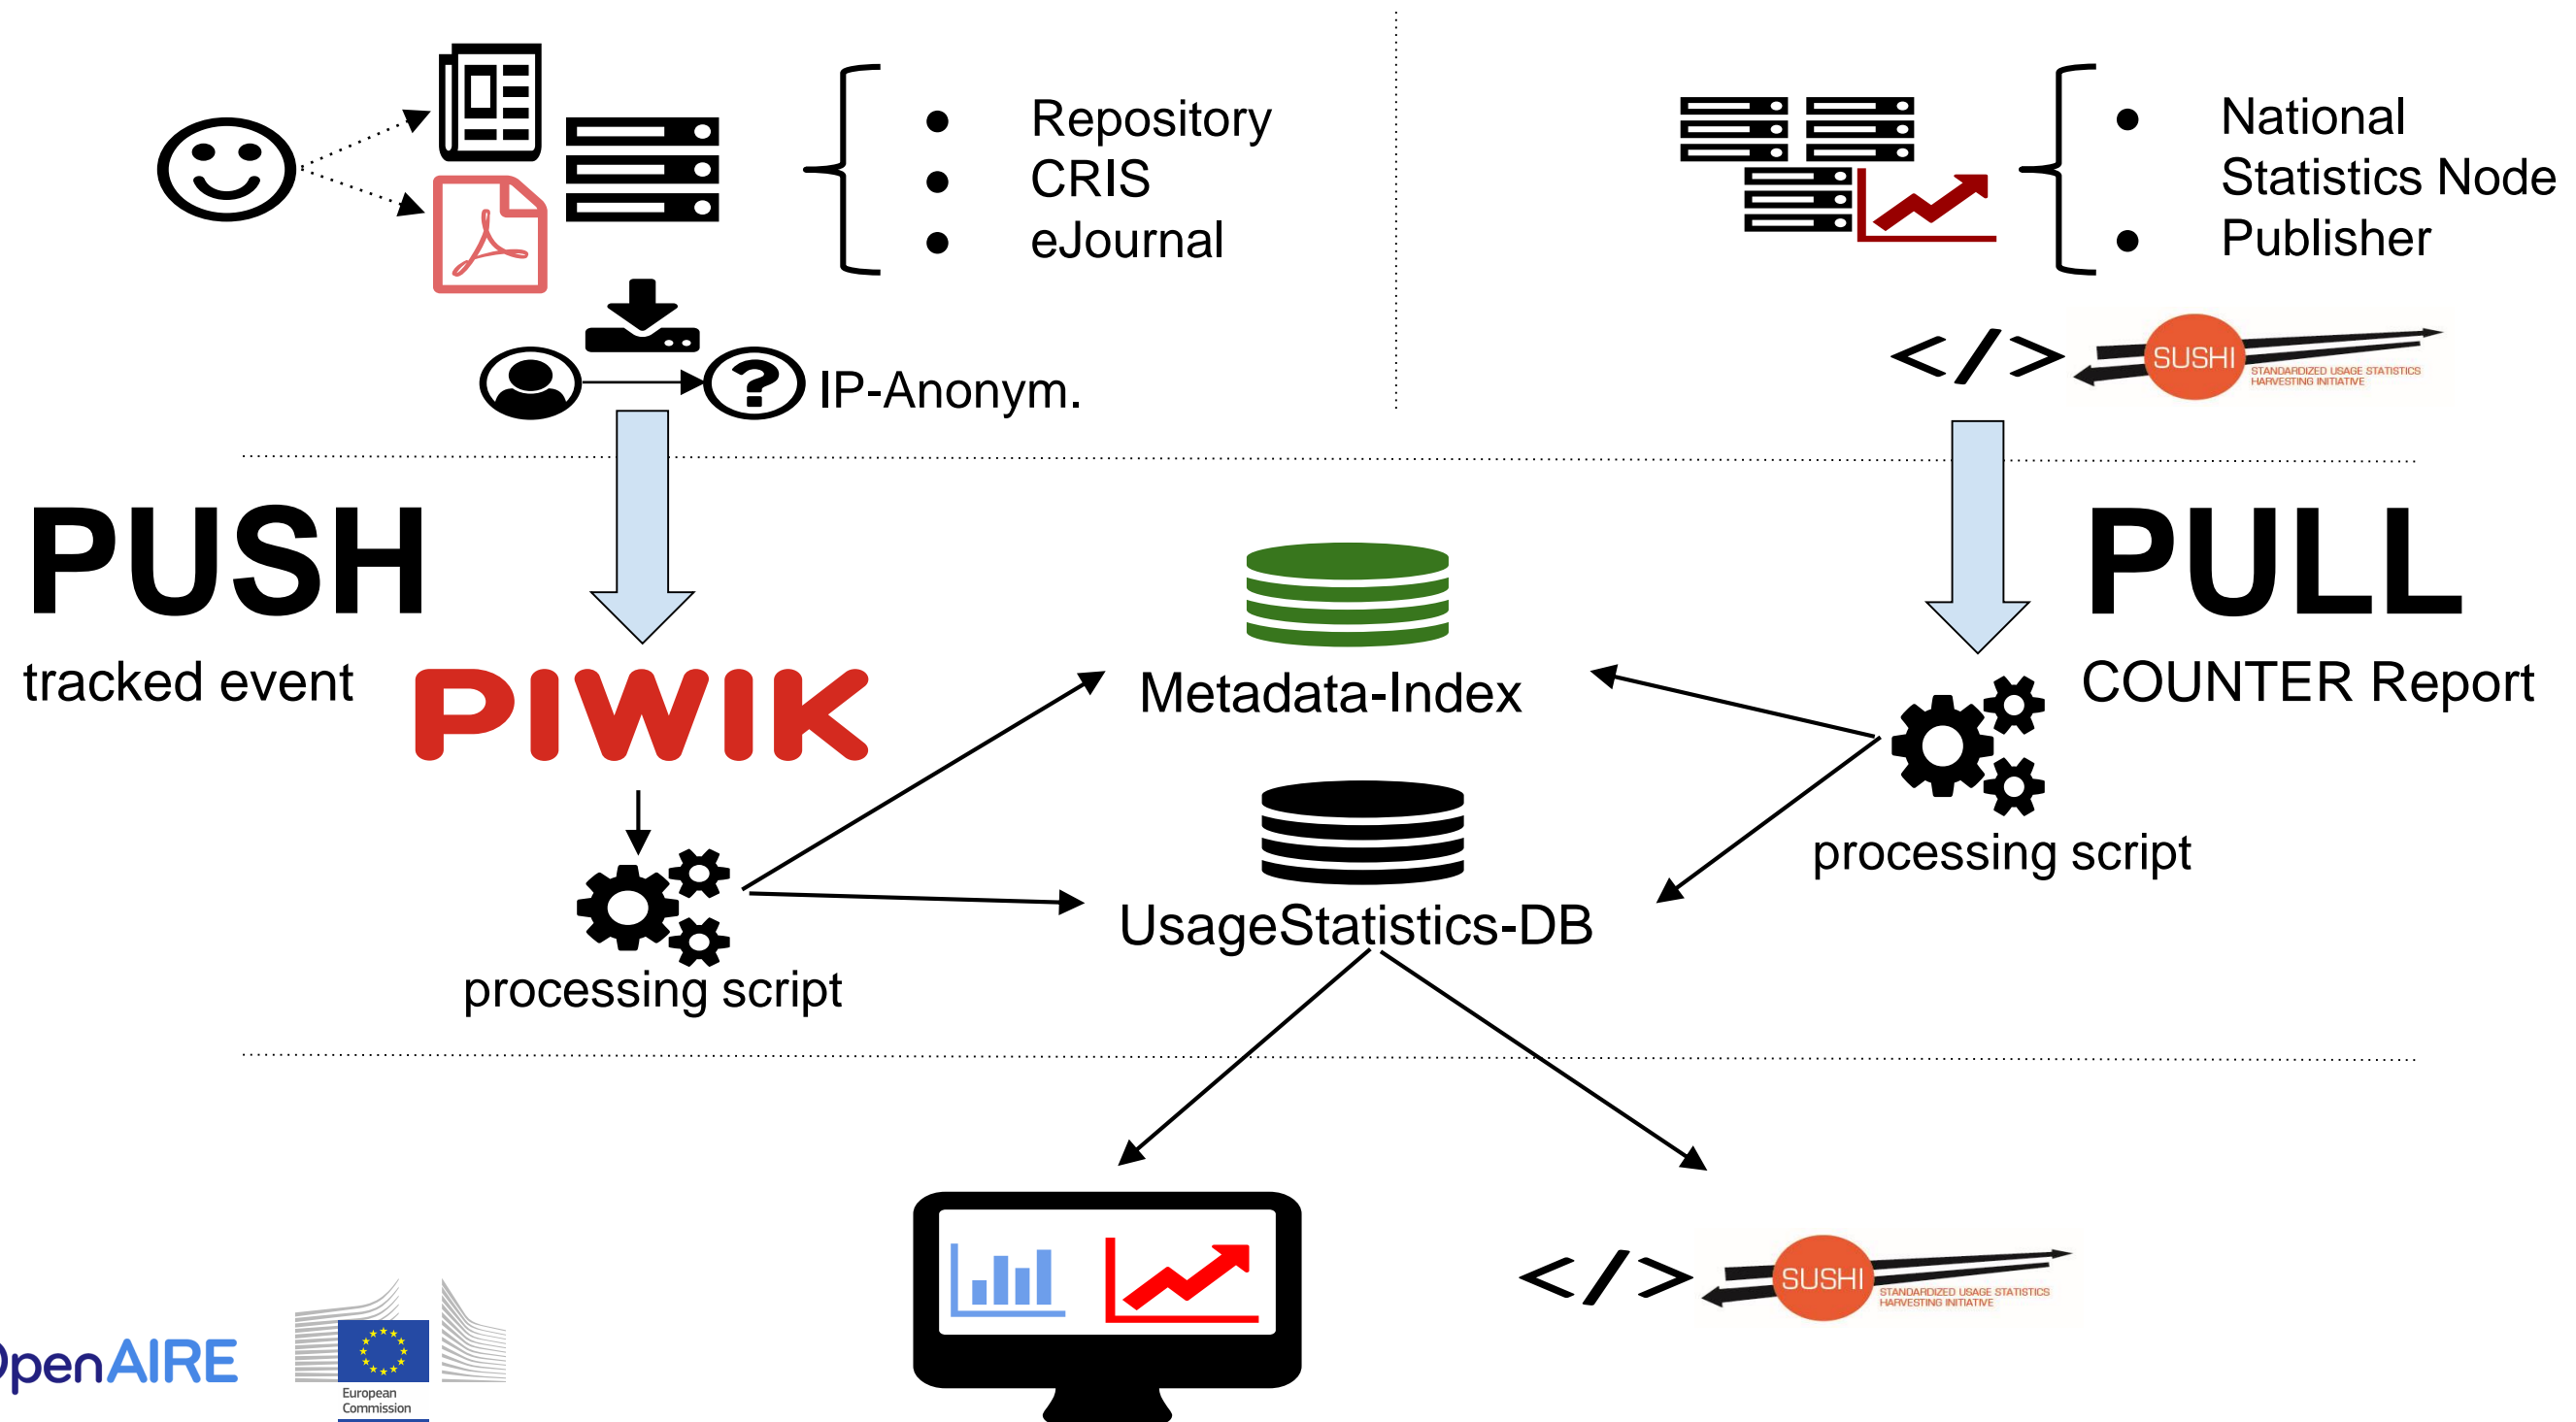 Repository
CRIS
eJournal
National
Statistics Node
Publisher
IP-Anonym.
</>
SUSHI
STANDARDIZED USAGE STATISTICS
HARVESTING INITIATIVE
PUSH
tracked event
PULL
COUNTER Report
PIWIK
Metadata-Index
processing script
UsageStatistics-DB
processing script
</>
SUSHI
STANDARDIZED USAGE STATISTICS
HARVESTING INITIATIVE
OpenAIRE
European
Commission